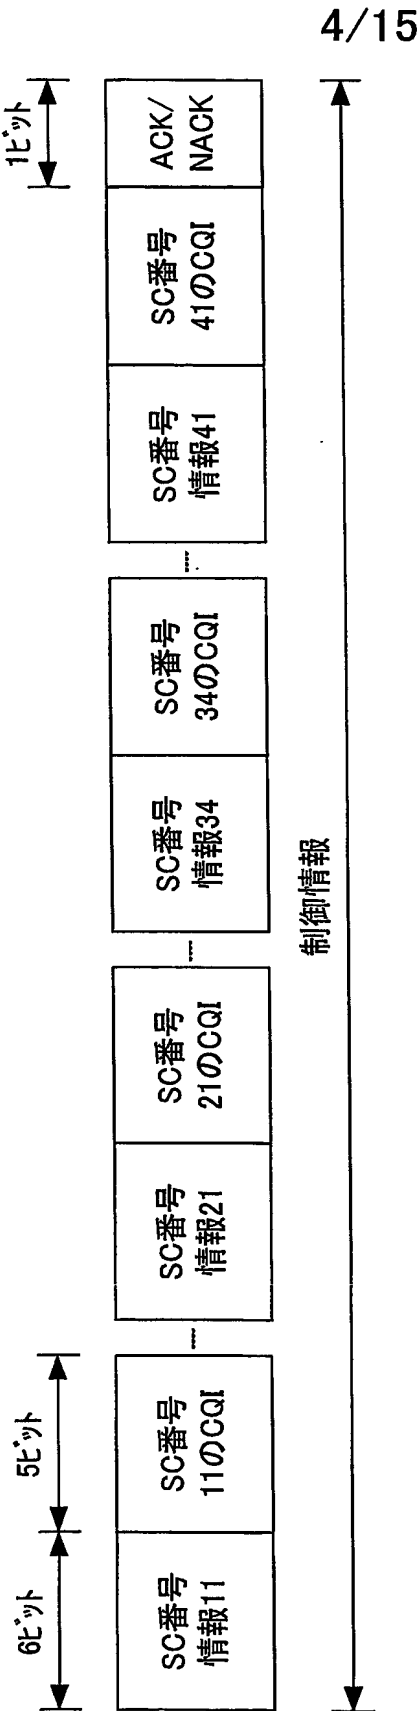 4/15
6ビット
5ビット
1ビット
SC番号
情報11
SC番号
11のCQI
SC番号
情報21
SC番号
21のCQI
SC番号
情報34
SC番号
34のCQI
SC番号
情報41
SC番号
41のCQI
ACK/
NACK
制御情報